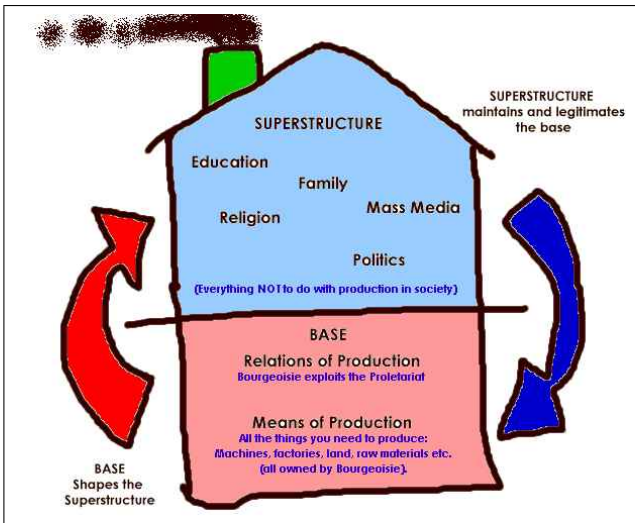 SUPERSTRUCTURE
maintains and legitimates
the base
SUPERSTRUCTURE
Education
Family
Mass Media
Religion
Politics
(Everything NOT to do with production in society)
BASE
Relations of Production
Bourgeoisie exploits the Proletariat
Means of Production
All the things you need to produce:
Machines, factories, land, raw materials etc.
(all owned by Bourgeoisie).
BASE
Shapes the
Superstructure